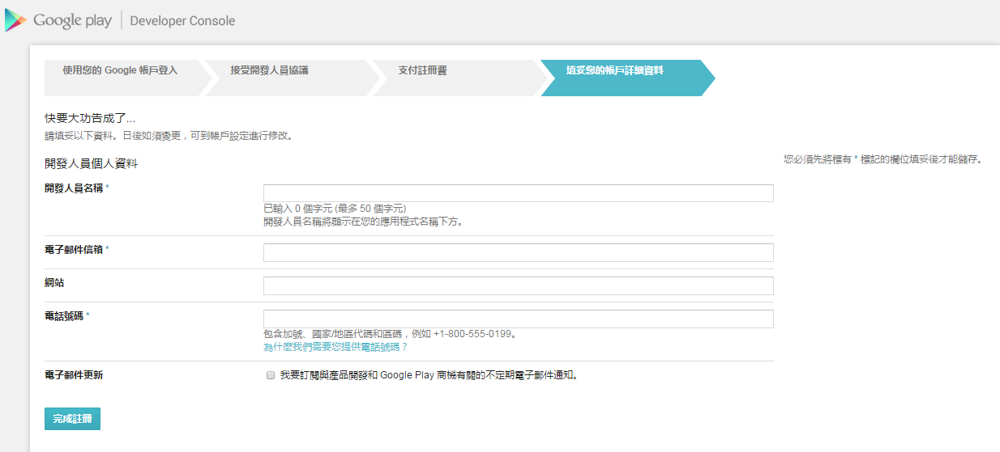 Google play Developer Console
使用您的 Google 帳戶登入
接受開發人員協議
支付註冊費
填妥您的帳戶詳細資料
快要大功告成了...
請填妥以下資料。日後如須變更，可到帳戶設定進行修改。
開發人員個人資料
您必須先將標有 * 標記的欄位填妥後才能儲存。
開發人員名稱 *
已輸入 0 個字元 (最多 50 個字元)
開發人員名稱將顯示在您的應用程式名稱下方。
電子郵件信箱 *
網站
電話號碼 *
包含加號、國家/地區代碼和區碼，例如 +1-800-555-0199。
為什麼我們需要您提供電話號碼？
電子郵件更新
我要訂閱與產品開發和 Google Play 商機有關的不定期電子郵件通知。
完成註冊